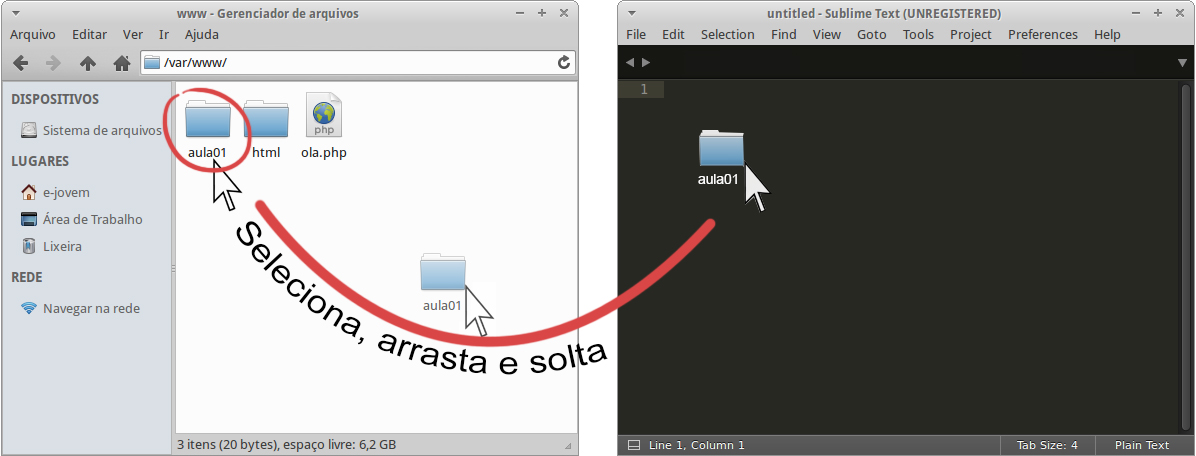 www - Gerenciador de arquivos
Arquivo Editar Ver Ir Ajuda
/var/www/
DISPOSITIVOS
Sistema de arquivos
LUGARES
e-jovem
Área de Trabalho
Lixeira
REDE
Navegar na rede
aula01 html ola.php
php
Seleciona, arrasta e solta
aula01
3 itens (20 bytes), espaço livre: 6,2 GB
untitled - Sublime Text (UNREGISTERED)
File Edit Selection Find View Goto Tools Project Preferences Help
1
aula01
Line 1, Column 1 Tab Size: 4 Plain Text